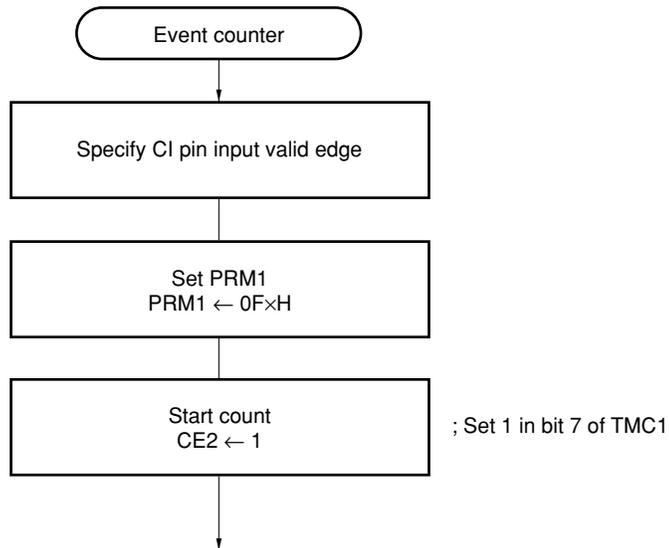 Event counter
Specify CI pin input valid edge
Set PRM1
PRM1 ← 0F×H
Start count
CE2 ← 1
; Set 1 in bit 7 of TMC1